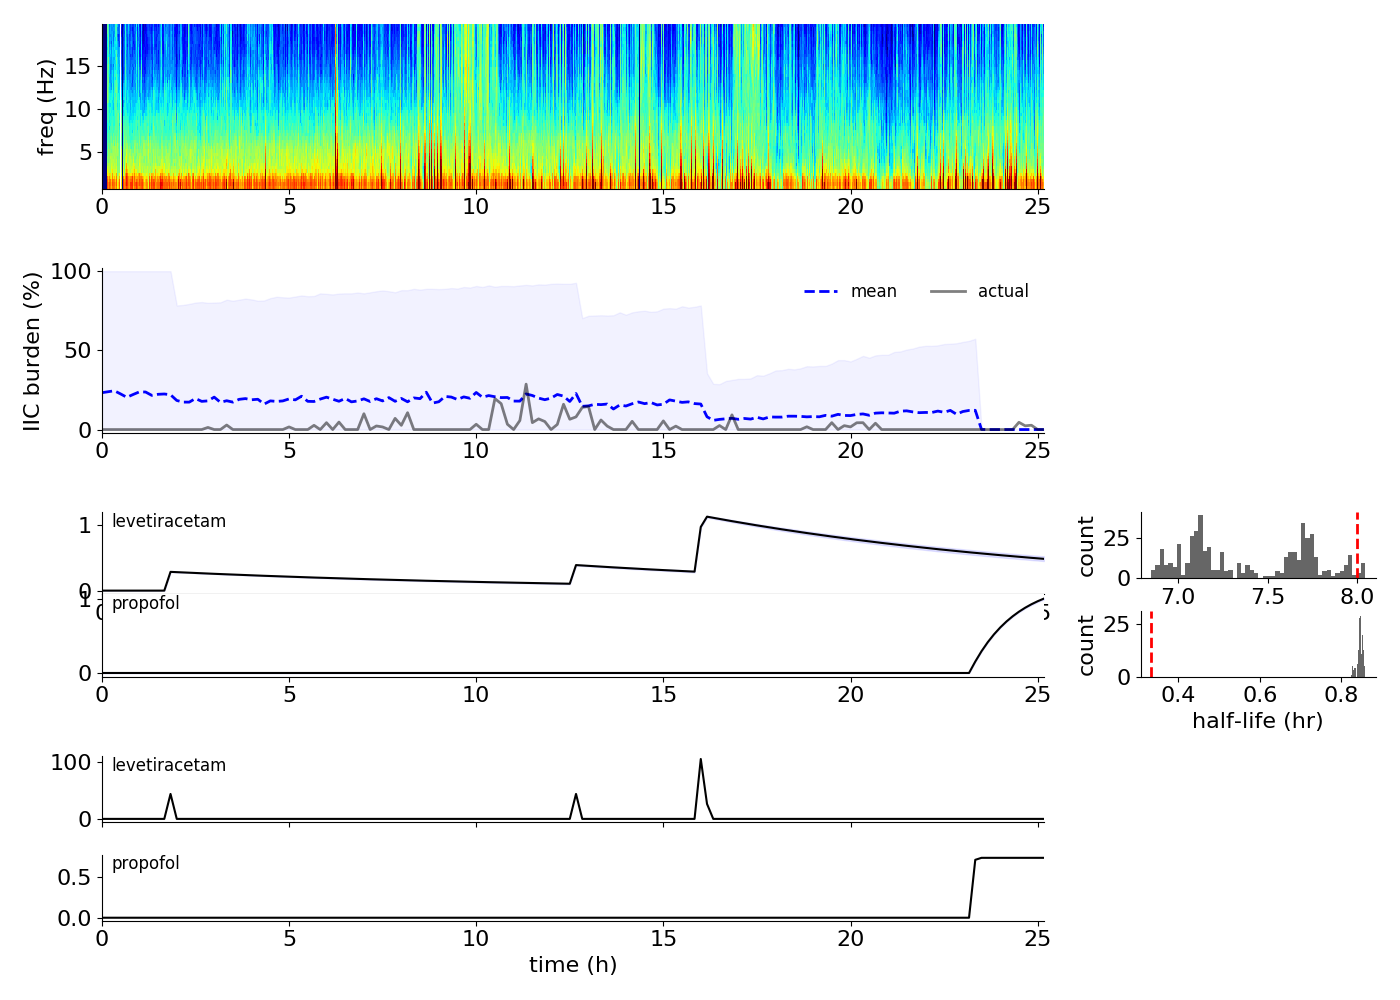 freq (Hz)
15
10
5
0 5 10 15 20 25
IIC burden (%)
100
50
0
mean actual
0 5 10 15 20 25
levetiracetam
1
0
count
25
0
7.0 7.5 8.0
propofol
1
0
0 5 10 15 20 25
count
25
0
0.4 0.6 0.8
half-life (hr)
levetiracetam
100
0
propofol
0.5
0.0
0 5 10 15 20 25
time (h)